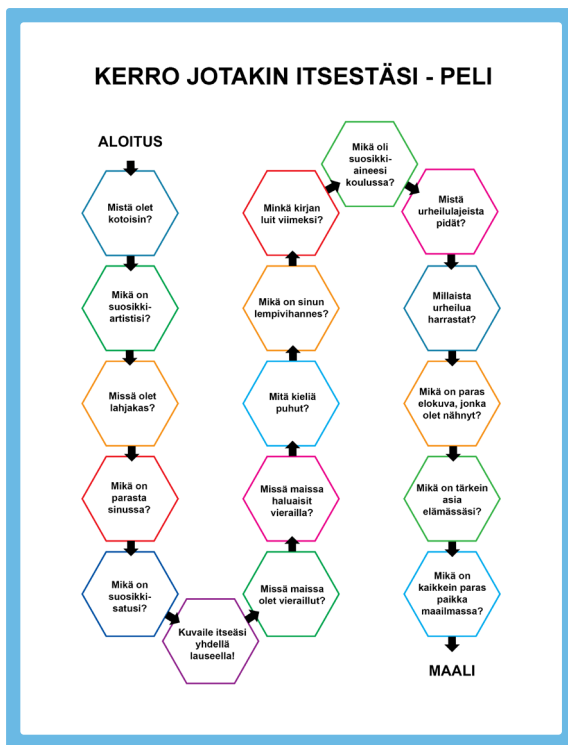 KERRO JOTAKIN ITSESTÄSI - PELI
ALOITUS
Mistä olet
kotoisin?
Mikä on
suosikki-
artistisi?
Missä olet
lahjakas?
Mikä on
parasta
sinussa?
Mikä on
suosikki-
satusi?
Kuvaile itseäsi
yhdellä
lauseella!
Missä maissa
olet vieraillut?
Missä maissa
haluaisit
vierailla?
Mitä kieliä
puhut?
Mikä on sinun
lempivihannes?
Minkä kirjan
luit viimeksi?
Mikä oli
suosikki-
aineesi
koulussa?
Mistä
urheilulajeista
pidät?
Millaista
urheilua
harrastat?
Mikä on paras
elokuva, jonka
olet nähnyt?
Mikä on tärkein
asia
elämässäsi?
Mikä on
kaikkein paras
paikka
maailmassa?
MAALI